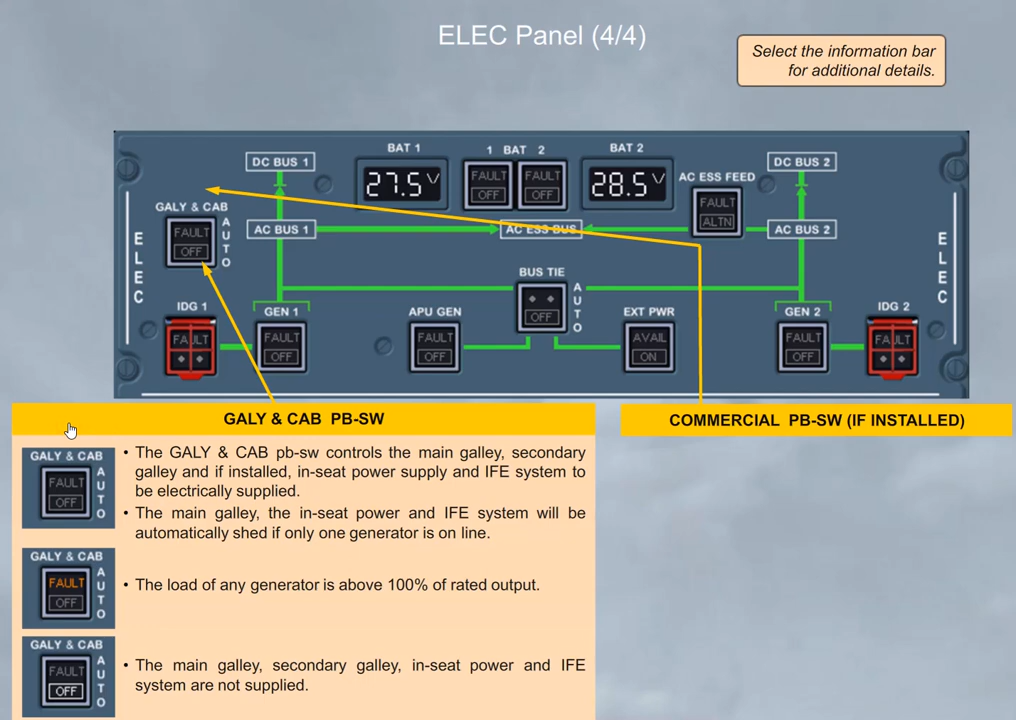 ELEC Panel (4/4)
Select the information bar
for additional details.
BAT 1
1 BAT 2
BAT 2
DC BUS 1
27.5 V
FAULT
OFF
FAULT
OFF
28.5 V
DC BUS 2
AC ESS FEED
FAULT
ALTN
GALY & CAB
FAULT
OFF
AUTO
AC BUS 1
AC ESS BUS
AC BUS 2
ELEC
ELEC
BUS TIE
OFF
AUTO
IDG 1
FAULT
GEN 1
FAULT
OFF
APU GEN
FAULT
OFF
EXT PWR
AVAIL
ON
GEN 2
FAULT
OFF
IDG 2
FAULT
GALY & CAB PB-SW
COMMERCIAL PB-SW (IF INSTALLED)
GALY & CAB
FAULT
OFF
AUTO
• The GALY & CAB pb-sw controls the main galley, secondary
galley and if installed, in-seat power supply and IFE system to
be electrically supplied.
• The main galley, the in-seat power and IFE system will be
automatically shed if only one generator is on line.
GALY & CAB
FAULT
OFF
AUTO
• The load of any generator is above 100% of rated output.
GALY & CAB
FAULT
OFF
AUTO
• The main galley, secondary galley, in-seat power and IFE
system are not supplied.